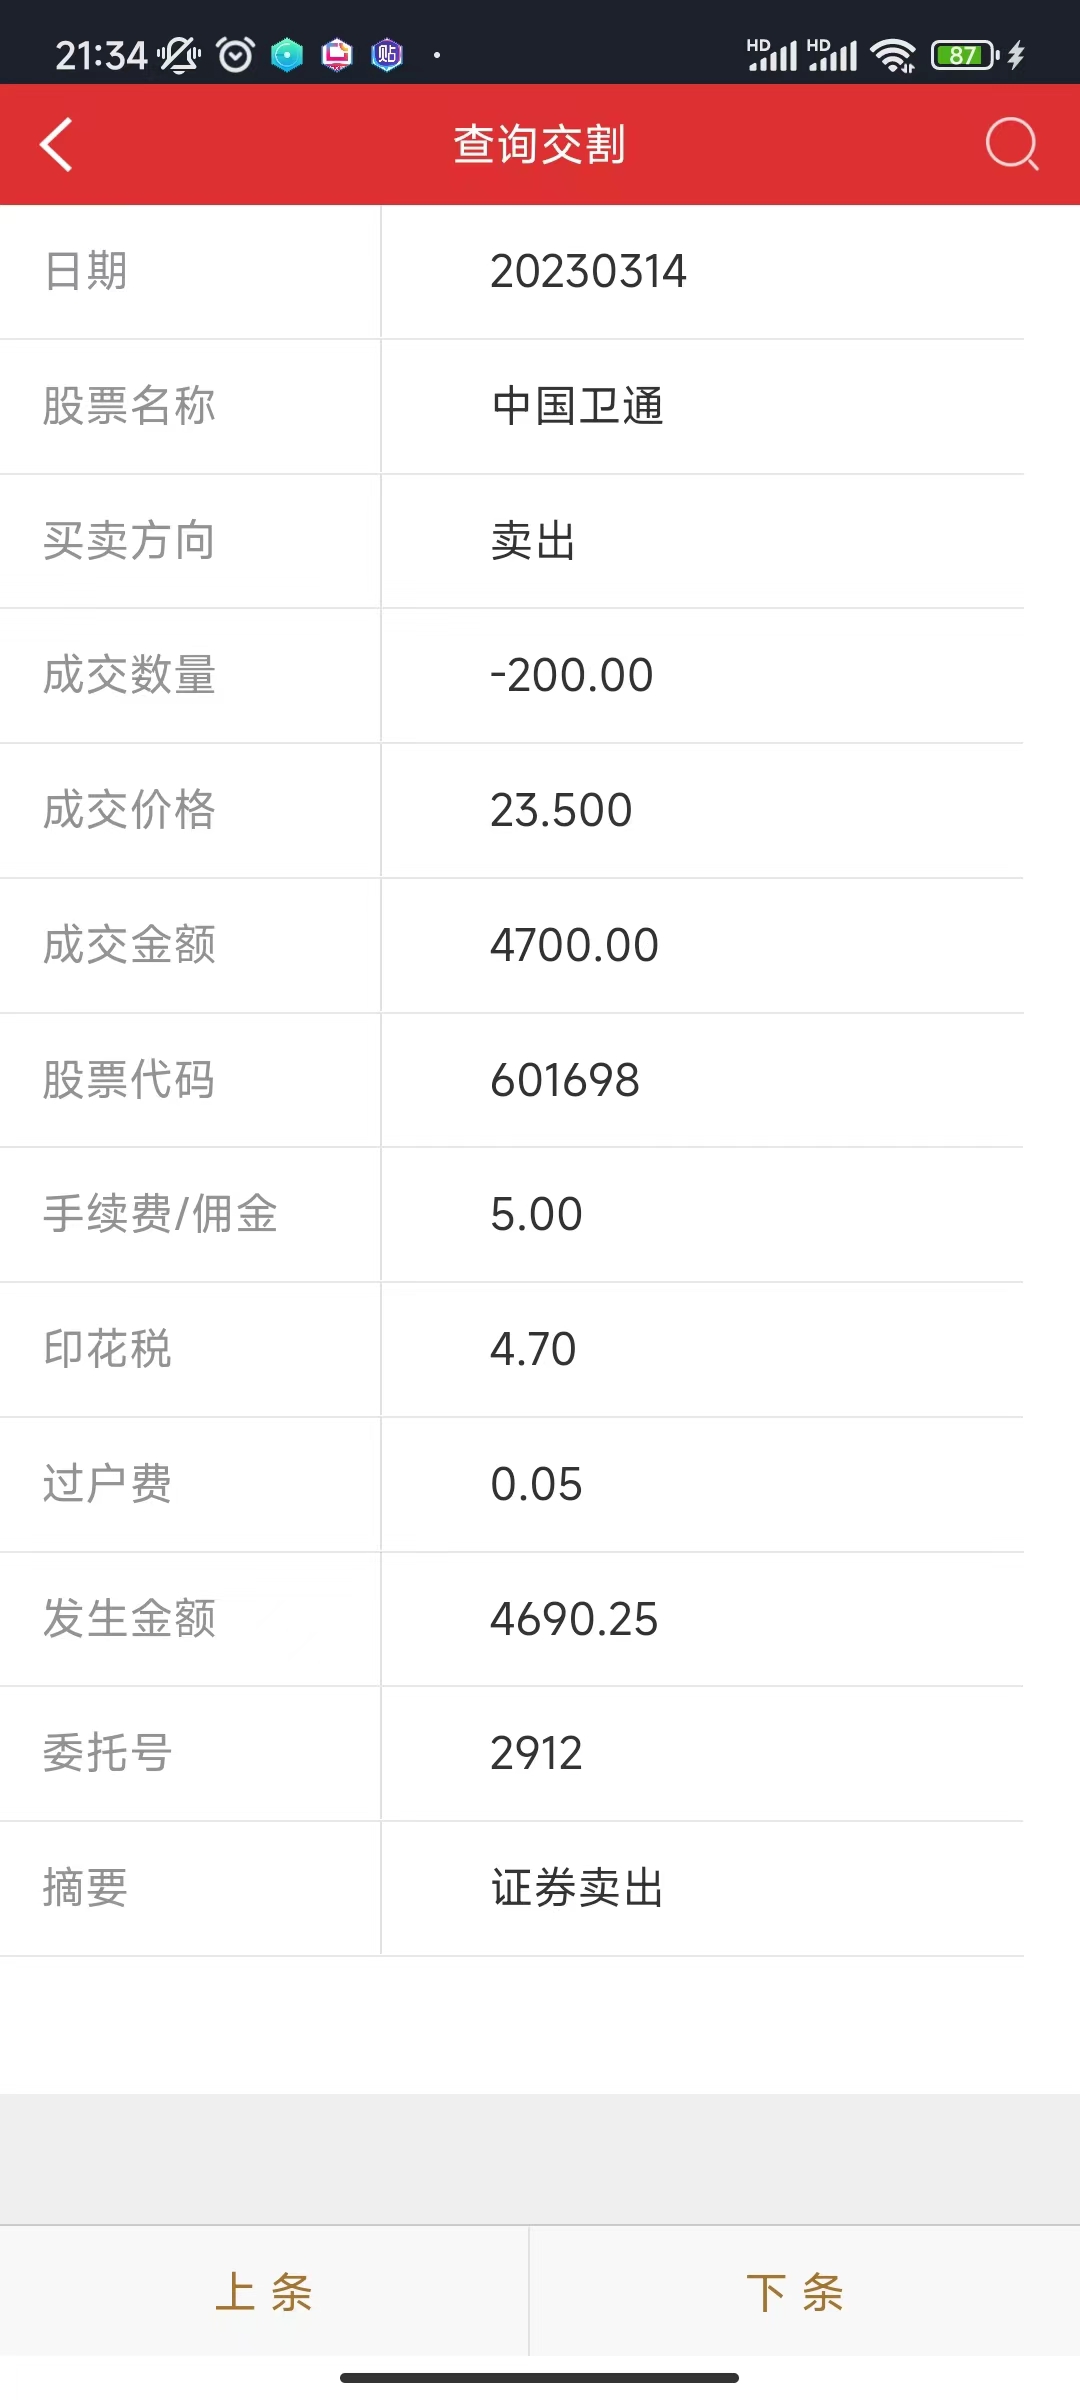 21:34 HD HD 87
贴
查询交割
日期 20230314
股票名称 中国卫通
买卖方向 卖出
成交数量 -200.00
成交价格 23.500
成交金额 4700.00
股票代码 601698
手续费/佣金 5.00
印花税 4.70
过户费 0.05
发生金额 4690.25
委托号 2912
摘要 证券卖出
上条 下条